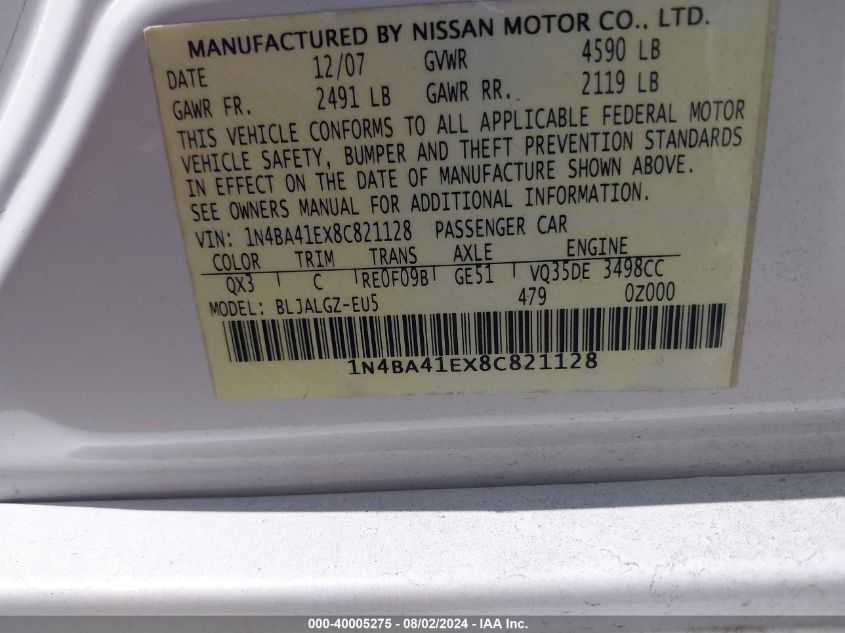 MANUFACTURED BY NISSAN MOTOR CO., LTD.
DATE 12/07 GVWR 4590 LB
GAWR FR. 2491 LB GAWR RR. 2119 LB
THIS VEHICLE CONFORMS TO ALL APPLICABLE FEDERAL MOTOR
VEHICLE SAFETY, BUMPER AND THEFT PREVENTION STANDARDS
IN EFFECT ON THE DATE OF MANUFACTURE SHOWN ABOVE.
SEE OWNERS MANUAL FOR ADDITIONAL INFORMATION.
VIN: 1N4BA41EX8C821128 PASSENGER CAR
COLOR TRIM TRANS AXLE ENGINE
QX3 C RE0F09B GE51 VQ35DE 3498CC
MODEL: BLJALGZ-EU5 479 0Z000
1N4BA41EX8C821128
000-40005275 - 08/02/2024 - IAA Inc.